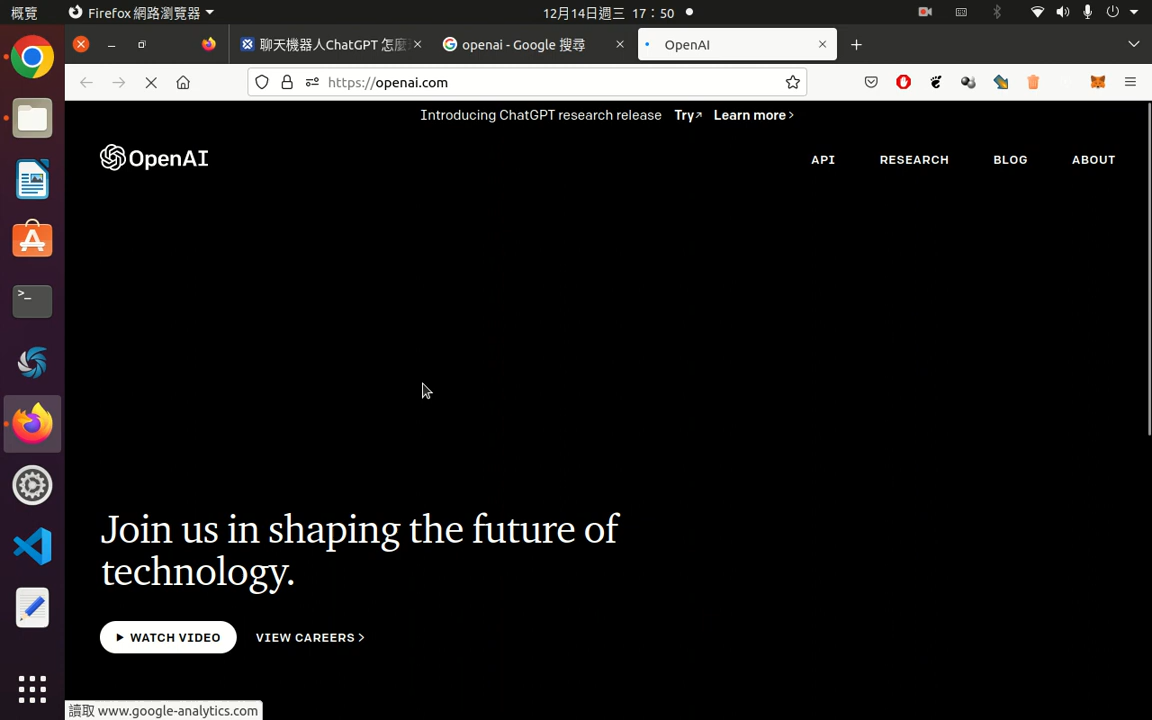 概覽
Firefox 網路瀏覽器
12月14日週三 17：50
聊天機器人ChatGPT 怎麼
openai - Google 搜尋
OpenAI
https://openai.com
Introducing ChatGPT research release Try↗ Learn more >
OpenAI
API RESEARCH BLOG ABOUT
Join us in shaping the future of
technology.
WATCH VIDEO VIEW CAREERS >
讀取 www.google-analytics.com